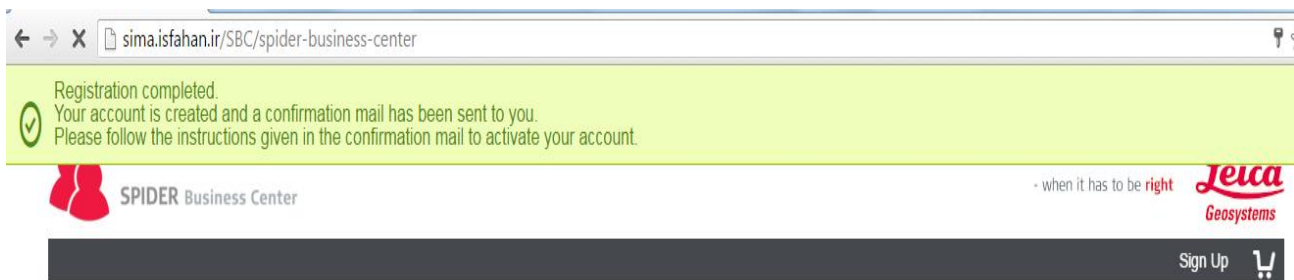 sima.isfahan.ir/SBC/spider-business-center
Registration completed.
Your account is created and a confirmation mail has been sent to you.
Please follow the instructions given in the confirmation mail to activate your account.
SPIDER Business Center
- when it has to be right
Leica
Geosystems
Sign Up